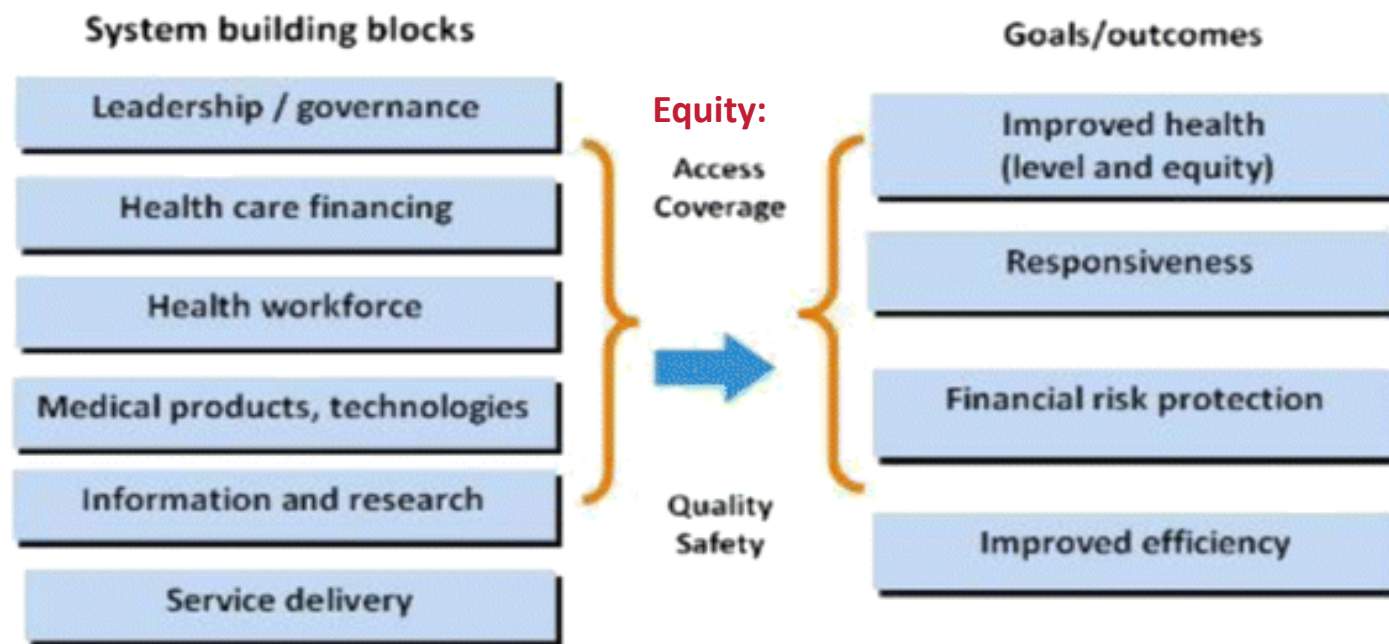 System building blocks
Leadership / governance
Health care financing
Health workforce
Medical products, technologies
Information and research
Service delivery
Equity:
Access
Coverage
Quality
Safety
Goals/outcomes
Improved health
(level and equity)
Responsiveness
Financial risk protection
Improved efficiency